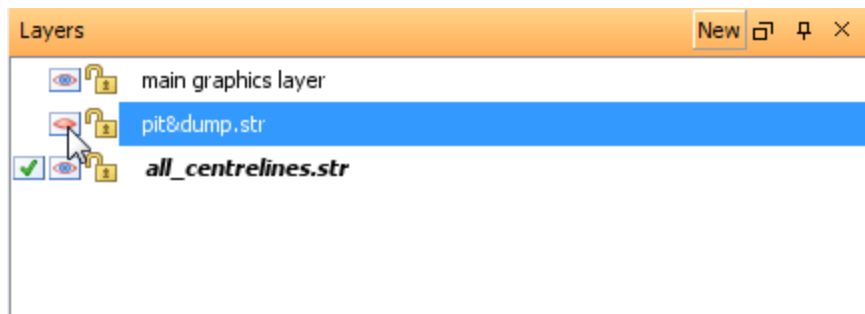 Layers New
main graphics layer
pit&dump.str
all_centrelines.str